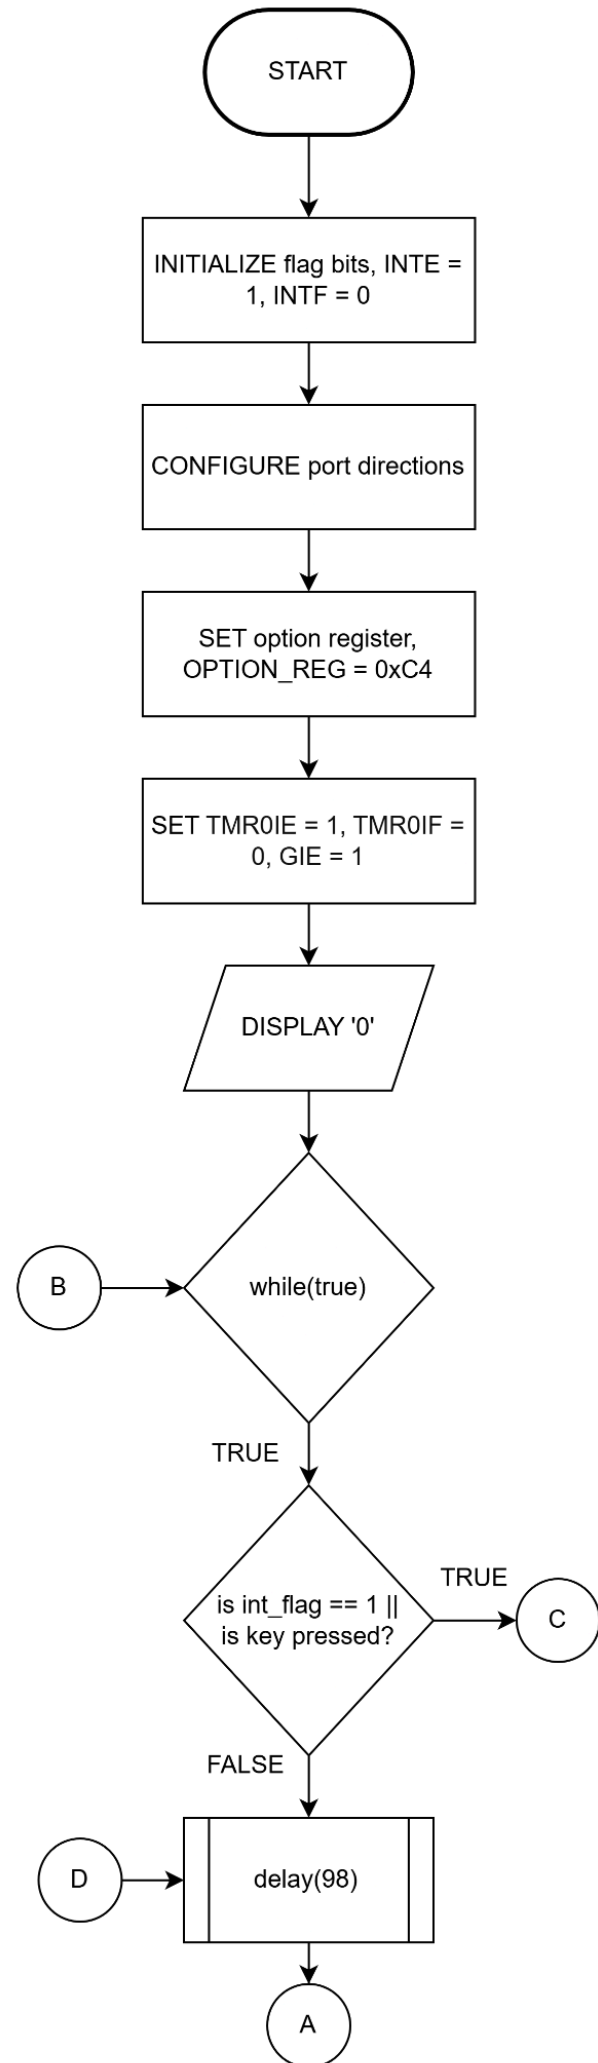 START
INITIALIZE flag bits, INTE =
1, INTF = 0
CONFIGURE port directions
SET option register,
OPTION_REG = 0xC4
SET TMR0IE = 1, TMR0IF =
0, GIE = 1
DISPLAY '0'
B
while(true)
TRUE
TRUE
is int_flag == 1 ||
is key pressed?
C
FALSE
D
delay(98)
A